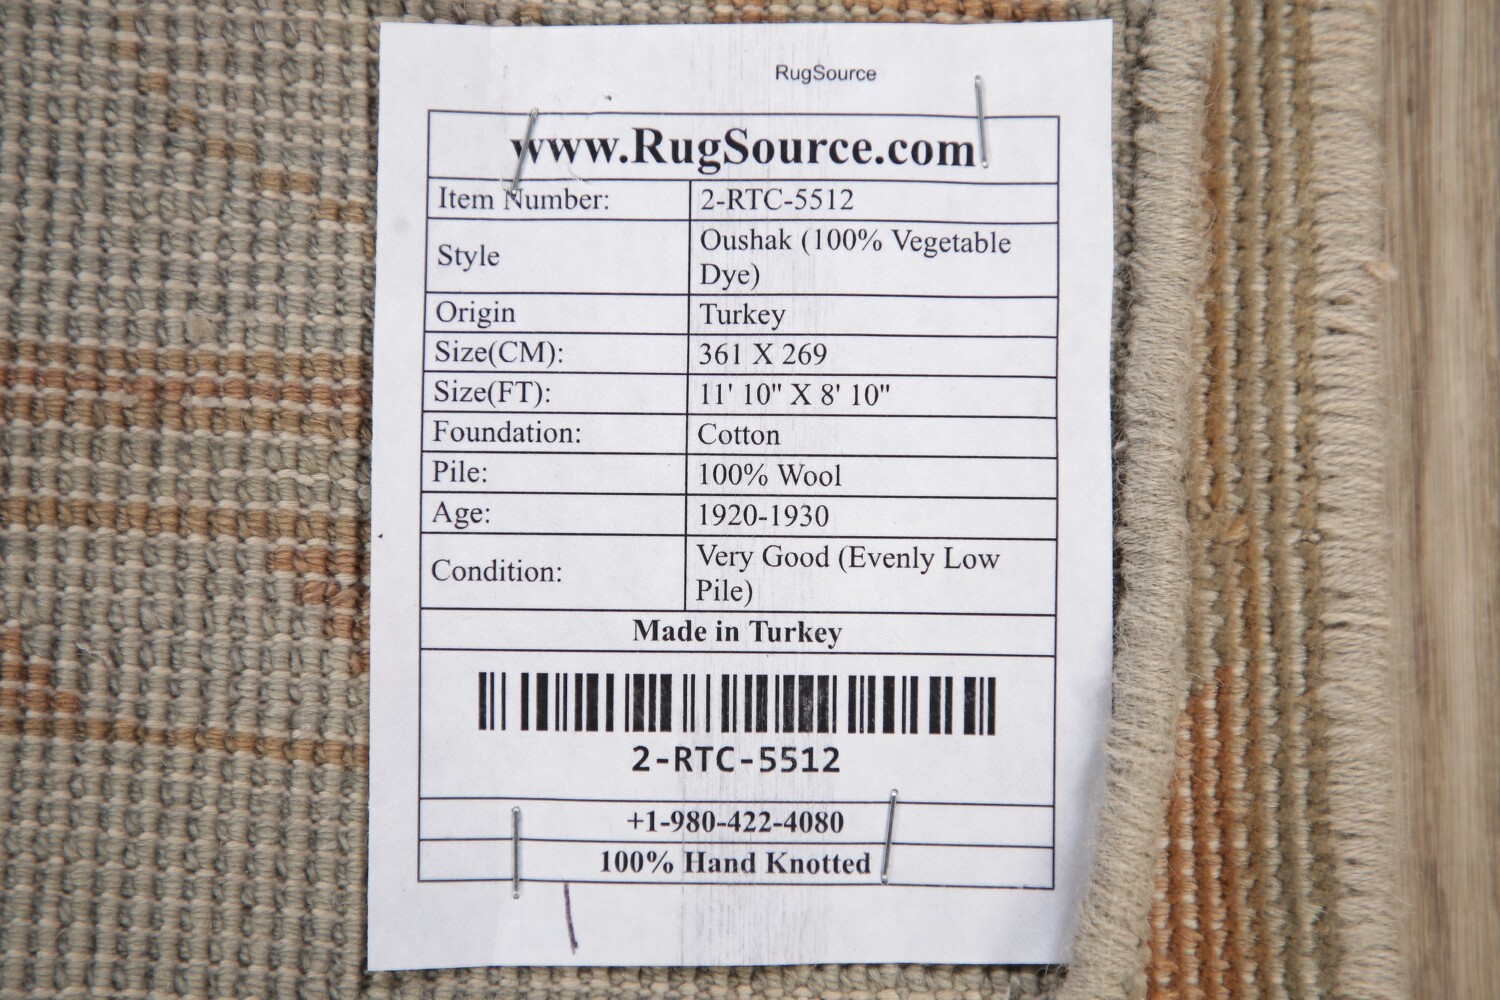 RugSource
www.RugSource.com
Item Number: 2-RTC-5512
Style Oushak (100% Vegetable
Dye)
Origin Turkey
Size(CM): 361 X 269
Size(FT): 11' 10" X 8' 10"
Foundation: Cotton
Pile: 100% Wool
Age: 1920-1930
Condition: Very Good (Evenly Low
Pile)
Made in Turkey
2-RTC-5512
+1-980-422-4080
100% Hand Knotted